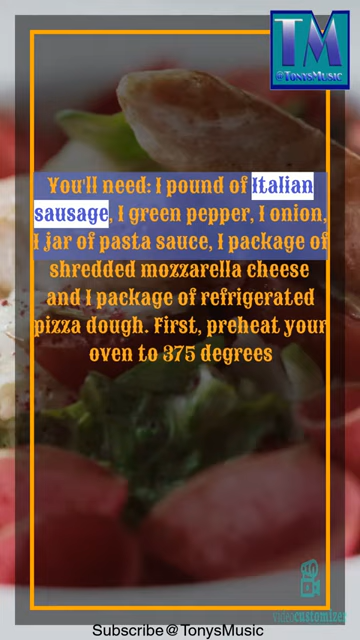 TM
@TonysMusic
You'll need: 1 pound of Italian
sausage, 1 green pepper, 1 onion,
1 jar of pasta sauce, 1 package of
shredded mozzarella cheese
and 1 package of refrigerated
pizza dough. First, preheat your
oven to 375 degrees
videocustomizer
Subscribe@TonysMusic